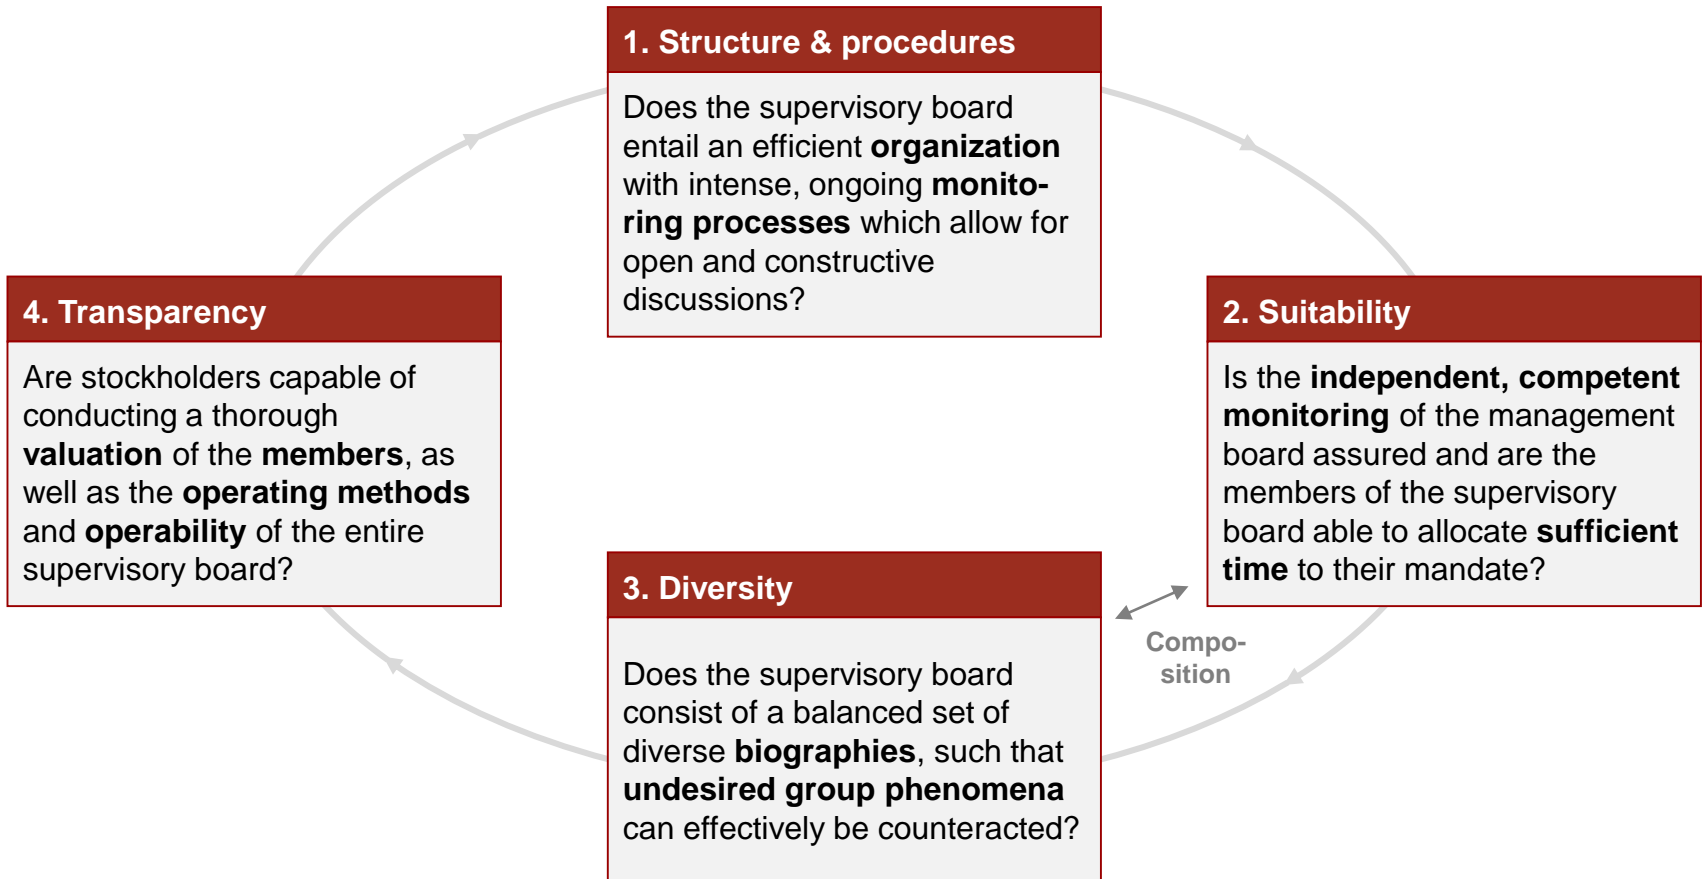 1. Structure & procedures
Does the supervisory board
entail an efficient organization
with intense, ongoing monito-
ring processes which allow for
open and constructive
discussions?
2. Suitability
Is the independent, competent
monitoring of the management
board assured and are the
members of the supervisory
board able to allocate sufficient
time to their mandate?
Compo-
sition
3. Diversity
Does the supervisory board
consist of a balanced set of
diverse biographies, such that
undesired group phenomena
can effectively be counteracted?
4. Transparency
Are stockholders capable of
conducting a thorough
valuation of the members, as
well as the operating methods
and operability of the entire
supervisory board?